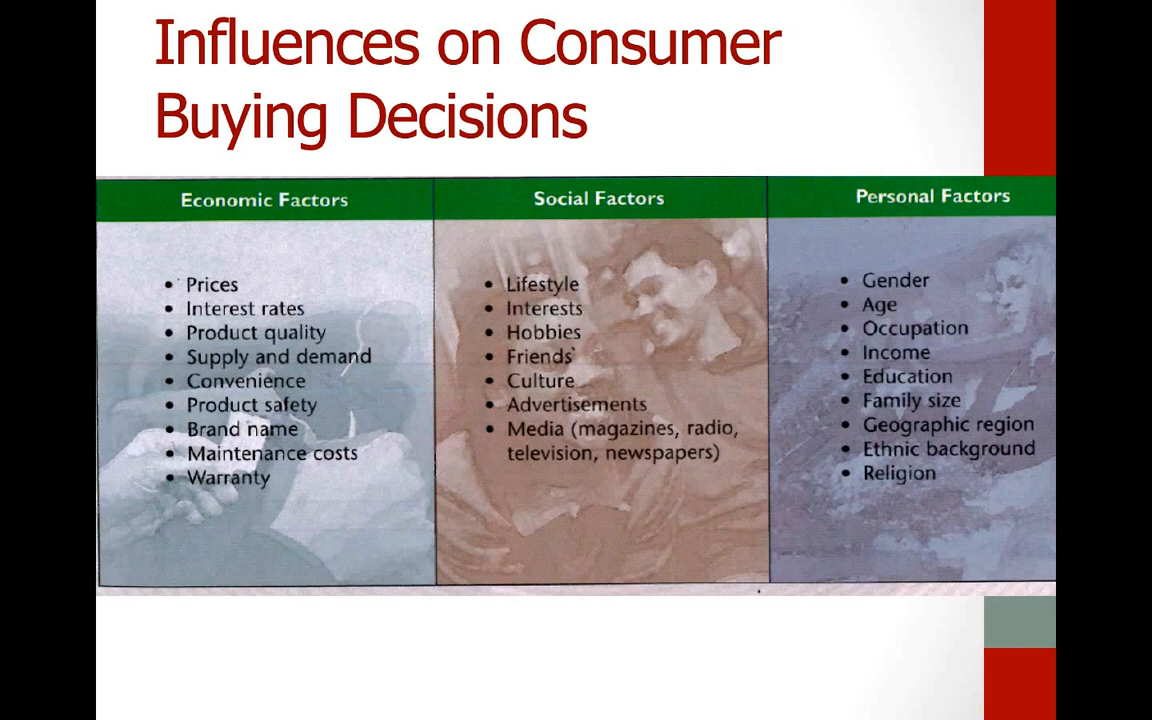 Influences on Consumer
Buying Decisions
Economic Factors
• Prices
• Interest rates
• Product quality
• Supply and demand
• Convenience
• Product safety
• Brand name
• Maintenance costs
• Warranty
Social Factors
• Lifestyle
• Interests
• Hobbies
• Friends
• Culture
• Advertisements
• Media (magazines, radio,
television, newspapers)
Personal Factors
• Gender
• Age
• Occupation
• Income
• Education
• Family size
• Geographic region
• Ethnic background
• Religion